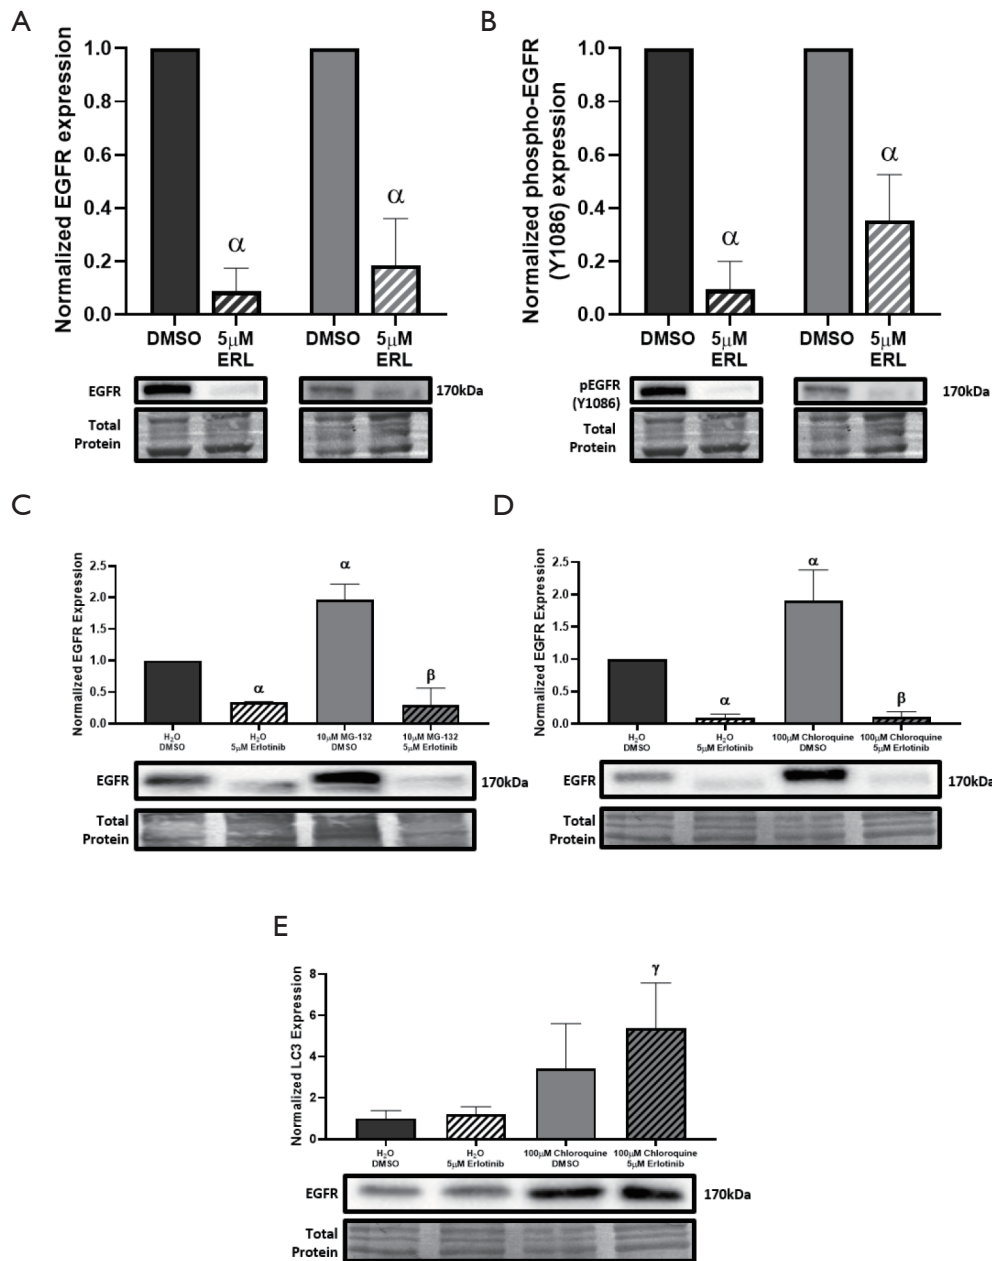 A
Normalized EGFR expression
1.0
0.8
0.6
0.4
0.2
0.0
α
α
DMSO
5μM
ERL
DMSO
5μM
ERL
EGFR
170kDa
Total
Protein
B
Normalized phospho-EGFR
(Y1086) expression
1.0
0.8
0.6
0.4
0.2
0.0
α
α
DMSO
5μM
ERL
DMSO
5μM
ERL
pEGFR
(Y1086)
170kDa
Total
Protein
C
Normalized EGFR Expression
2.5
2.0
1.5
1.0
0.5
0.0
α
α
β
H₂O
DMSO
H₂O
5μM Erlotinib
10μM MG-132
DMSO
10μM MG-132
5μM Erlotinib
EGFR
170kDa
Total
Protein
D
Normalized EGFR Expression
2.5
2.0
1.5
1.0
0.5
0.0
α
α
β
H₂O
DMSO
H₂O
5μM Erlotinib
100μM Chloroquine
DMSO
100μM Chloroquine
5μM Erlotinib
EGFR
170kDa
Total
Protein
E
Normalized LC3 Expression
8
6
4
2
0
γ
H₂O
DMSO
H₂O
5μM Erlotinib
100μM Chloroquine
DMSO
100μM Chloroquine
5μM Erlotinib
EGFR
170kDa
Total
Protein